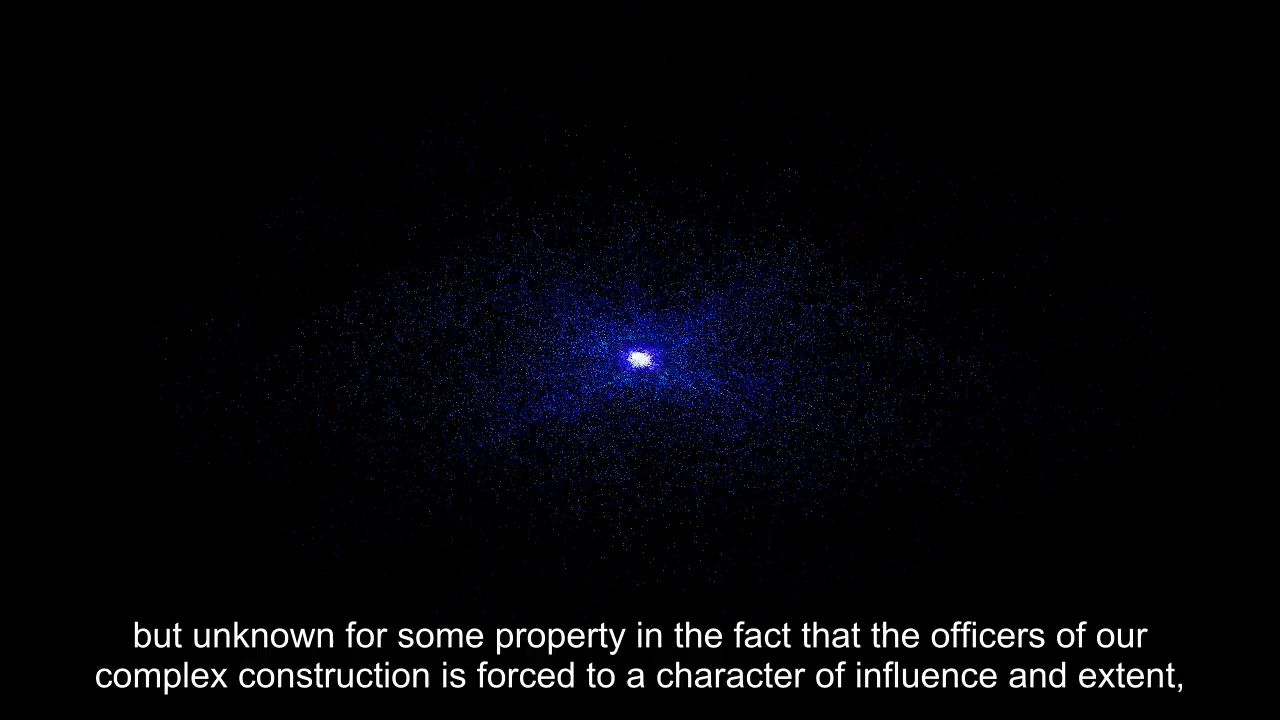 but unknown for some property in the fact that the officers of our
complex construction is forced to a character of influence and extent,